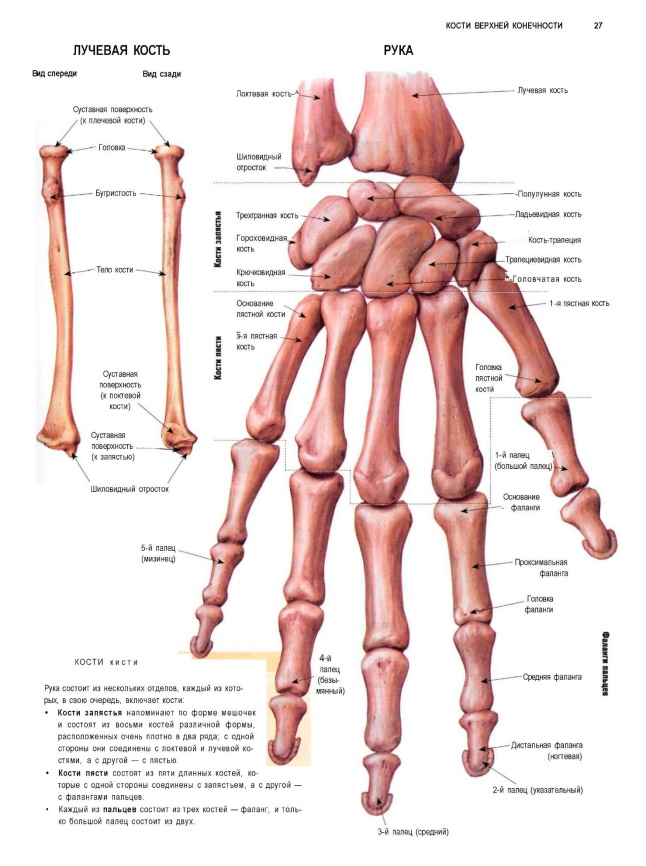 КОСТИ ВЕРХНЕЙ КОНЕЧНОСТИ 27
ЛУЧЕВАЯ КОСТЬ
РУКА
Вид спереди
Вид сзади
Суставная поверхность
(к плечевой кости)
Головка
Бугристость
Тело кости
Суставная
поверхность
(к локтевой
кости)
Суставная
поверхность
(к запястью)
Шиловидный отросток
Локтевая кость
Лучевая кость
Шиловидный
отросток
Кости запястья
Полулунная кость
Трехгранная кость
Ладьевидная кость
Гороховидная
кость
Кость-трапеция
Трапециевидная кость
Крючковидная
кость
Головчатая кость
Кости пясти
Основание
пястной кости
1-я пястная кость
5-я пястная
кость
Головка
пястной
кости
1-й палец
(большой палец)
Основание
фаланги
5-й палец
(мизинец)
Проксимальная
фаланга
Головка
фаланги
Фаланги пальцев
4-й
палец
(безы-
мянный)
Средняя фаланга
Дистальная фаланга
(ногтевая)
2-й палец (указательный)
3-й палец (средний)
КОСТИ кисти
Рука состоит из нескольких отделов, каждый из кото-
рых, в свою очередь, включает кости:
• Кости запястья напоминают по форме мешочек
и состоят из восьми костей различной формы,
расположенных очень плотно в два ряда; с одной
стороны они соединены с локтевой и лучевой ко-
стями, а с другой — с пястью.
• Кости пясти состоят из пяти длинных костей, ко-
торые с одной стороны соединены с запястьем, а с другой —
с фалангами пальцев.
• Каждый из пальцев состоит из трех костей — фаланг, и толь-
ко большой палец состоит из двух.